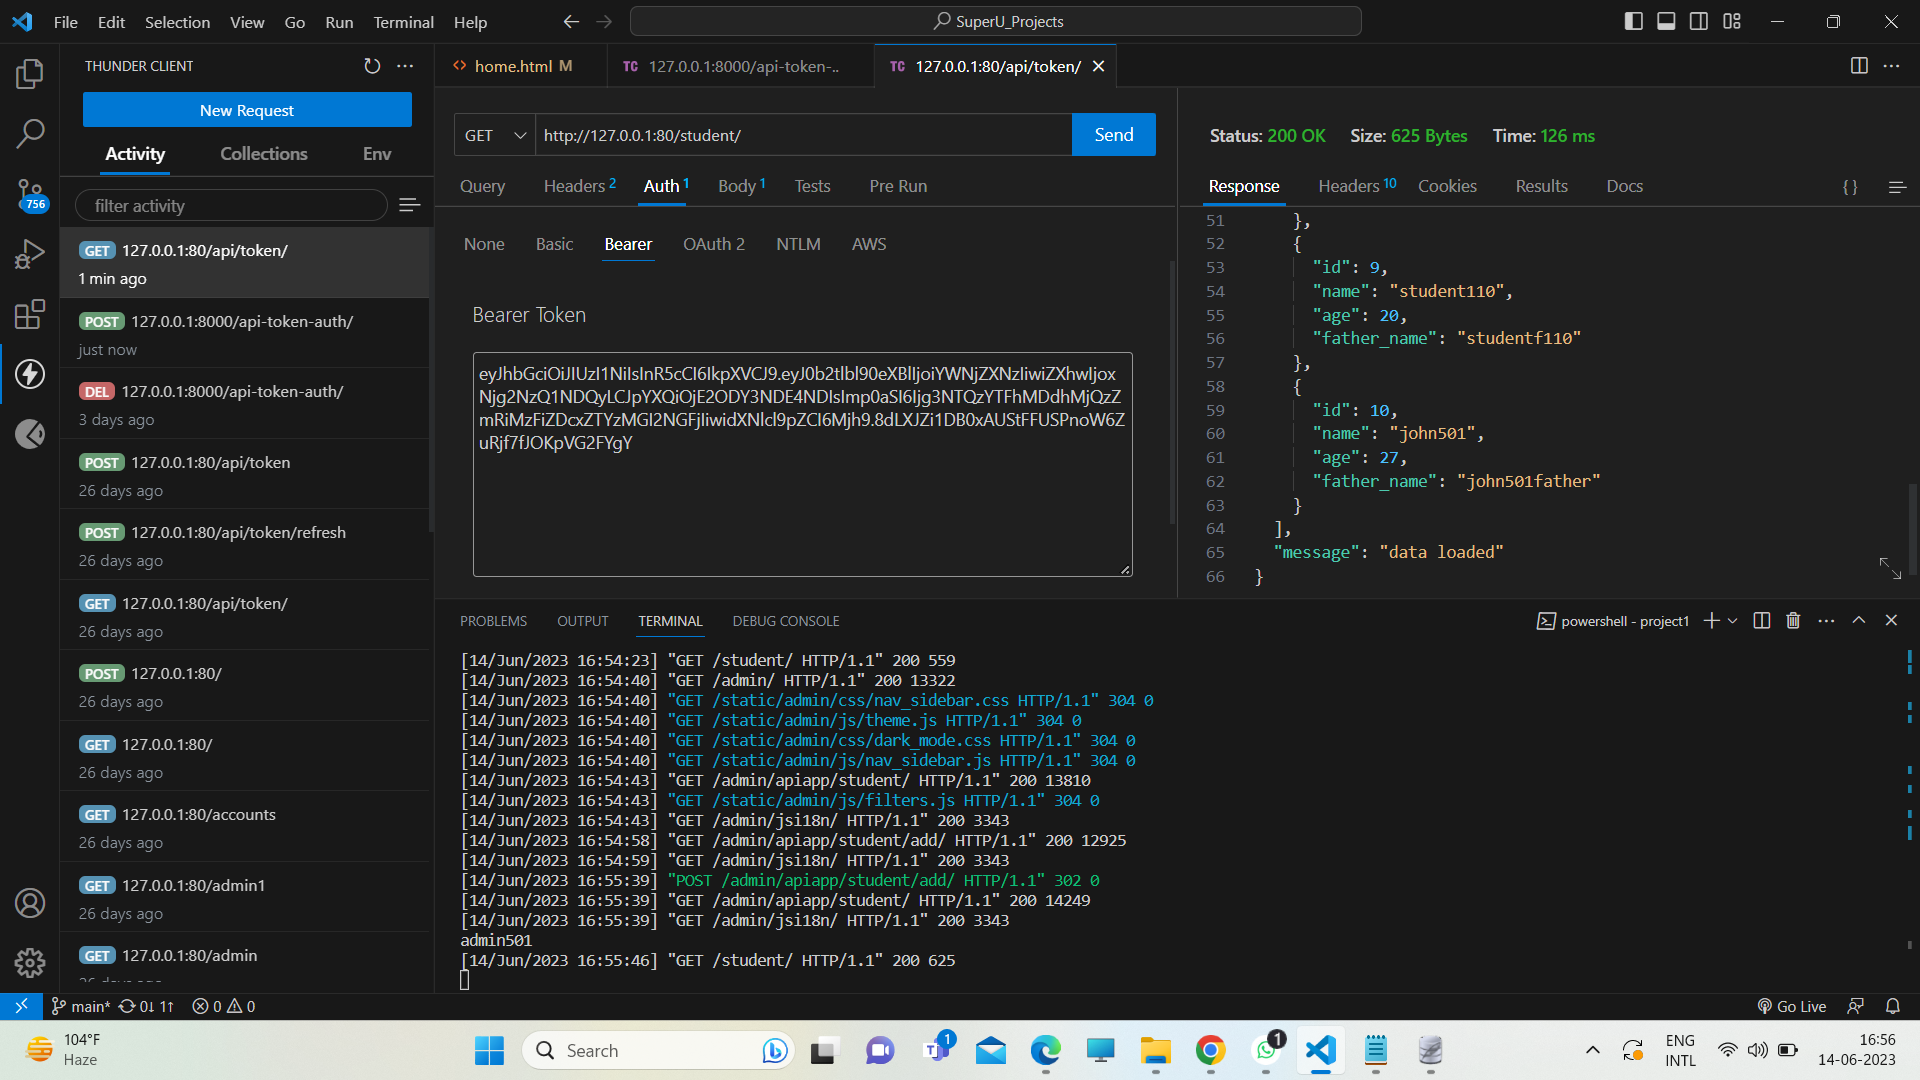 File Edit Selection View Go Run Terminal Help
SuperU_Projects
THUNDER CLIENT
New Request
Activity Collections Env
filter activity
GET 127.0.0.1:80/api/token/
1 min ago
POST 127.0.0.1:8000/api-token-auth/
just now
DEL 127.0.0.1:8000/api-token-auth/
3 days ago
POST 127.0.0.1:80/api/token
26 days ago
POST 127.0.0.1:80/api/token/refresh
26 days ago
GET 127.0.0.1:80/api/token/
26 days ago
POST 127.0.0.1:80/
26 days ago
GET 127.0.0.1:80/
26 days ago
GET 127.0.0.1:80/accounts
26 days ago
GET 127.0.0.1:80/admin1
26 days ago
GET 127.0.0.1:80/admin
756
<> home.html M
TC 127.0.0.1:8000/api-token-..
TC 127.0.0.1:80/api/token/
GET http://127.0.0.1:80/student/ Send
Query Headers 2 Auth 1 Body 1 Tests Pre Run
None Basic Bearer OAuth 2 NTLM AWS
Bearer Token
eyJhbGciOiJIUzI1NiIsInR5cCI6IkpXVCJ9.eyJ0b2tlbl90eXBlIjoiYWNjZXNzIiwiZXhwIjox
Njg2NzQ1NDQyLCJpYXQiOjE2ODY3NDE4NDIsImp0aSI6Ijg3NTQzYTFhMDdhMjQzZ
mRiMzFiZDcxZTYzMGI2NGFjIiwidXNlcl9pZCI6Mjh9.8dLXJZi1DB0xAUStFFUSPnoW6Z
uRjf7fJOKpVG2FYgY
Status: 200 OK Size: 625 Bytes Time: 126 ms
Response Headers 10 Cookies Results Docs {}
51 },
52 {
53 "id": 9,
54 "name": "student110",
55 "age": 20,
56 "father_name": "studentf110"
57 },
58 {
59 "id": 10,
60 "name": "john501",
61 "age": 27,
62 "father_name": "john501father"
63 }
64 ],
65 "message": "data loaded"
66 }
PROBLEMS OUTPUT TERMINAL DEBUG CONSOLE
powershell - project1
[14/Jun/2023 16:54:23] "GET /student/ HTTP/1.1" 200 559
[14/Jun/2023 16:54:40] "GET /admin/ HTTP/1.1" 200 13322
[14/Jun/2023 16:54:40] "GET /static/admin/css/nav_sidebar.css HTTP/1.1" 304 0
[14/Jun/2023 16:54:40] "GET /static/admin/js/theme.js HTTP/1.1" 304 0
[14/Jun/2023 16:54:40] "GET /static/admin/css/dark_mode.css HTTP/1.1" 304 0
[14/Jun/2023 16:54:40] "GET /static/admin/js/nav_sidebar.js HTTP/1.1" 304 0
[14/Jun/2023 16:54:43] "GET /admin/apiapp/student/ HTTP/1.1" 200 13810
[14/Jun/2023 16:54:43] "GET /static/admin/js/filters.js HTTP/1.1" 304 0
[14/Jun/2023 16:54:43] "GET /admin/jsi18n/ HTTP/1.1" 200 3343
[14/Jun/2023 16:54:58] "GET /admin/apiapp/student/add/ HTTP/1.1" 200 12925
[14/Jun/2023 16:54:59] "GET /admin/jsi18n/ HTTP/1.1" 200 3343
[14/Jun/2023 16:55:39] "POST /admin/apiapp/student/add/ HTTP/1.1" 302 0
[14/Jun/2023 16:55:39] "GET /admin/apiapp/student/ HTTP/1.1" 200 14249
[14/Jun/2023 16:55:39] "GET /admin/jsi18n/ HTTP/1.1" 200 3343
admin501
[14/Jun/2023 16:55:46] "GET /student/ HTTP/1.1" 200 625
main* 0↓ 1↑ 0 0
Go Live
104°F
Haze
Search
1
1
ENG
INTL
16:56
14-06-2023